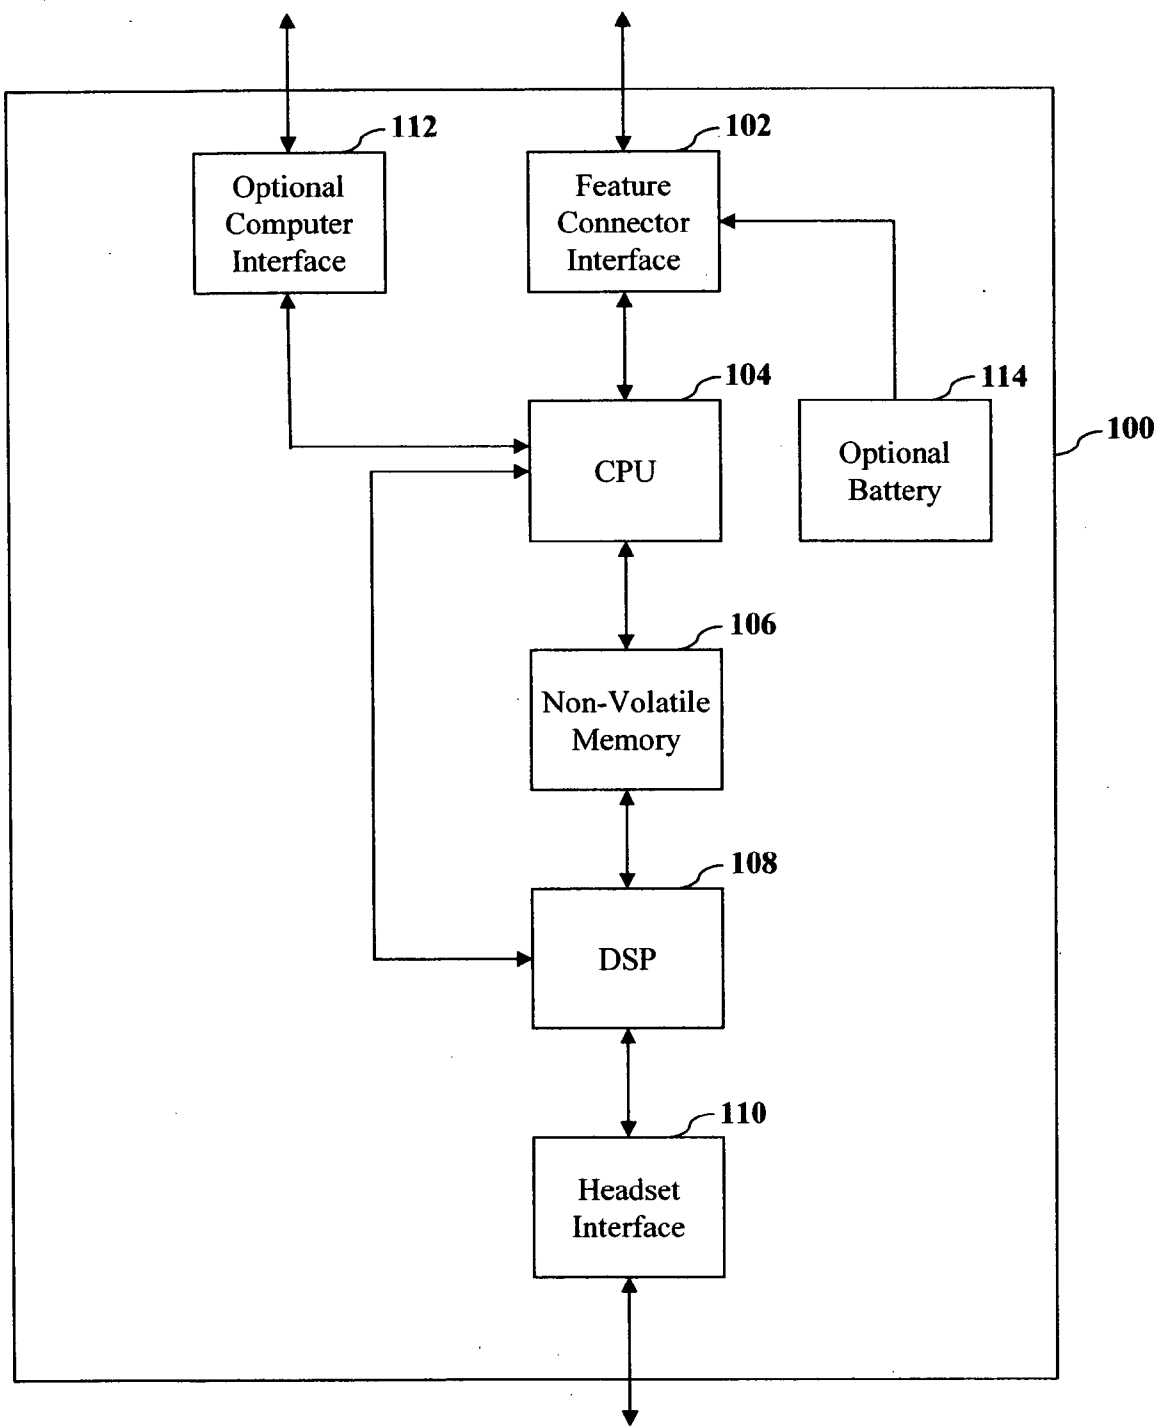 112
102
Optional
Computer
Interface
Feature
Connector
Interface
104
114
100
CPU
Optional
Battery
106
Non-Volatile
Memory
108
DSP
110
Headset
Interface